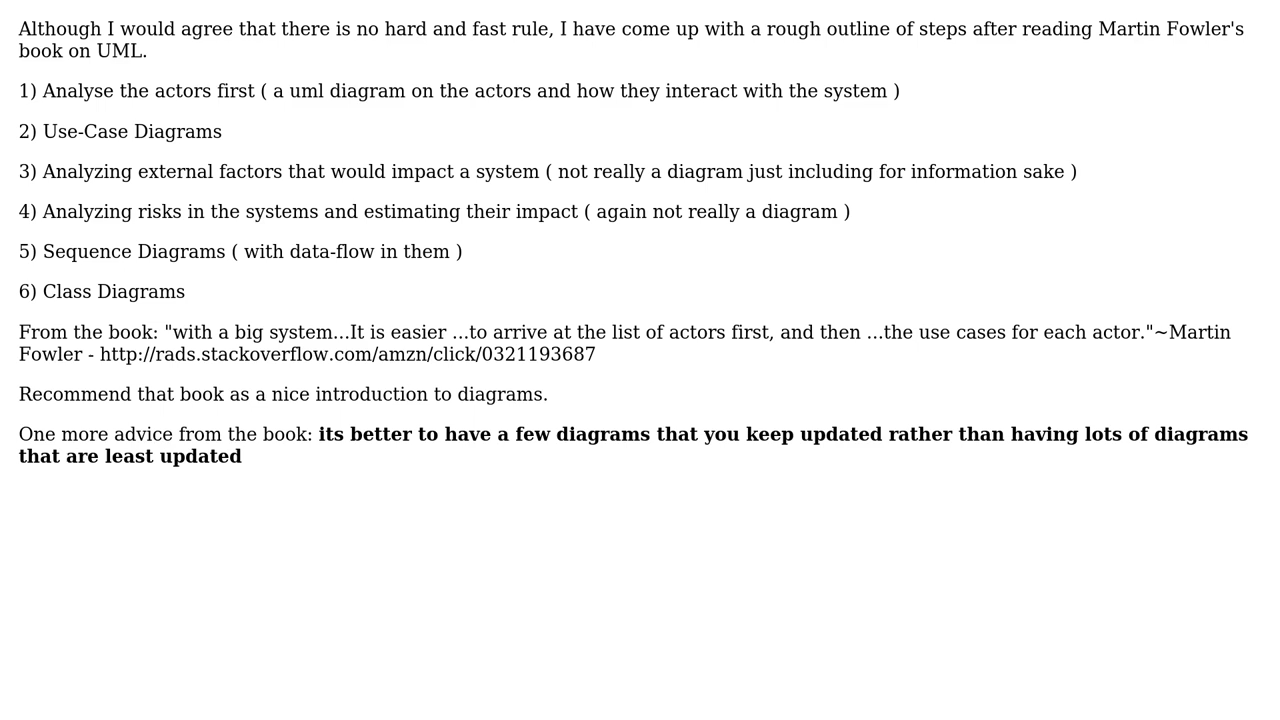 Although I would agree that there is no hard and fast rule, I have come up with a rough outline of steps after reading Martin Fowler's
book on UML.
1) Analyse the actors first ( a uml diagram on the actors and how they interact with the system )
2) Use-Case Diagrams
3) Analyzing external factors that would impact a system ( not really a diagram just including for information sake )
4) Analyzing risks in the systems and estimating their impact ( again not really a diagram )
5) Sequence Diagrams ( with data-flow in them )
6) Class Diagrams
From the book: "with a big system...It is easier ...to arrive at the list of actors first, and then ...the use cases for each actor."~Martin
Fowler - http://rads.stackoverflow.com/amzn/click/0321193687
Recommend that book as a nice introduction to diagrams.
One more advice from the book: its better to have a few diagrams that you keep updated rather than having lots of diagrams
that are least updated